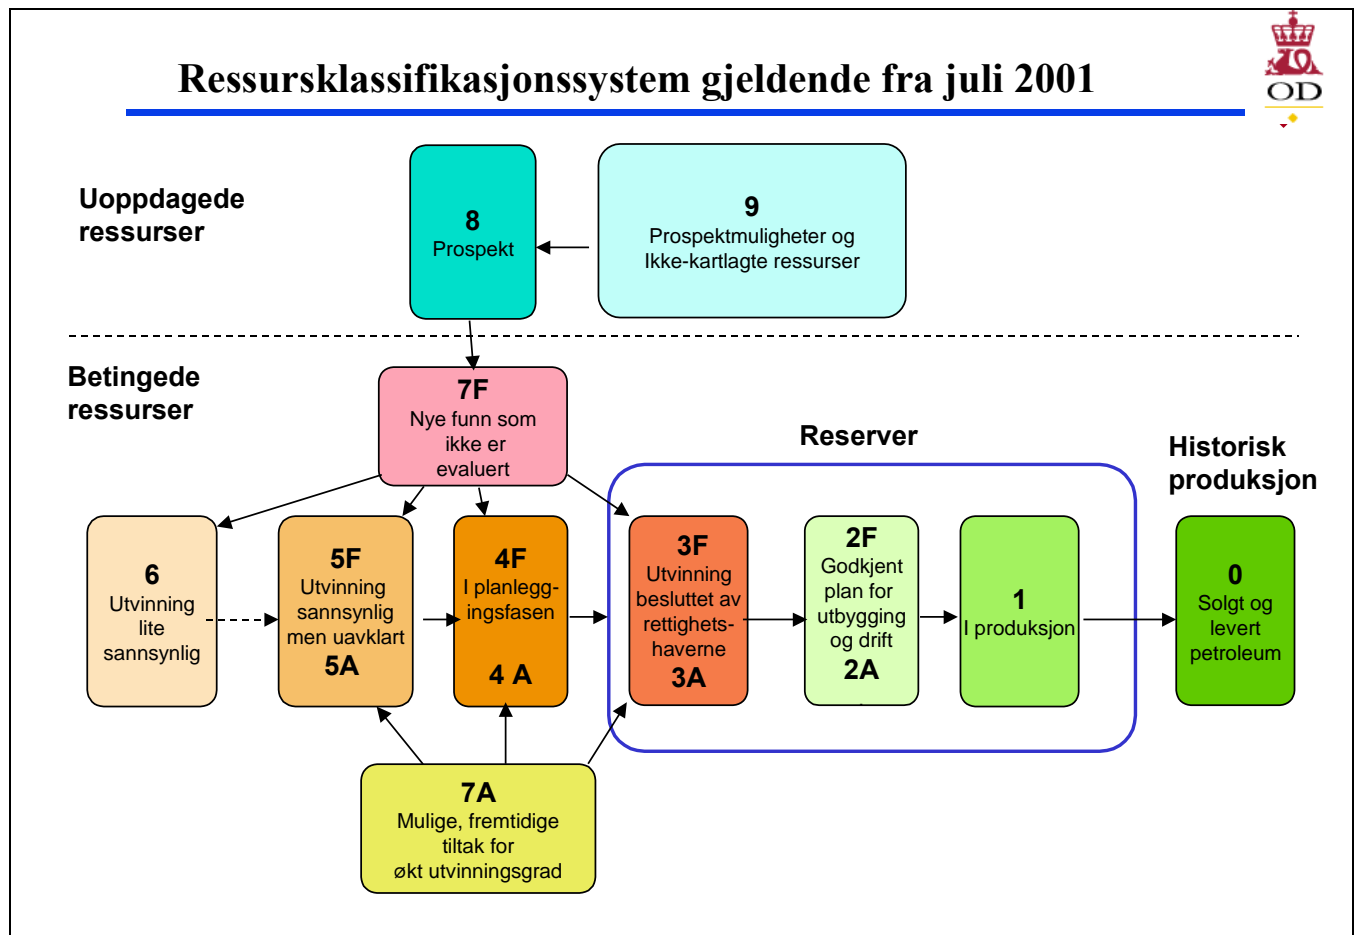 Ressursklassifikasjonssystem gjeldende fra juli 2001
OD
Uoppdagede
ressurser
8
Prospekt
9
Prospektmuligheter og
Ikke-kartlagte ressurser
Betingede
ressurser
7F
Nye funn som
ikke er
evaluert
Reserver
Historisk
produksjon
6
Utvinning
lite
sannsynlig
5F
Utvinning
sannsynlig
men uavklart
5A
4F
I planleg-
gingsfasen
4 A
3F
Utvinning
besluttet av
rettighets-
haverne
3A
2F
Godkjent
plan for
utbygging
og drift
2A
1
I produksjon
0
Solgt og
levert
petroleum
7A
Mulige, fremtidige
tiltak for
økt utvinningsgrad